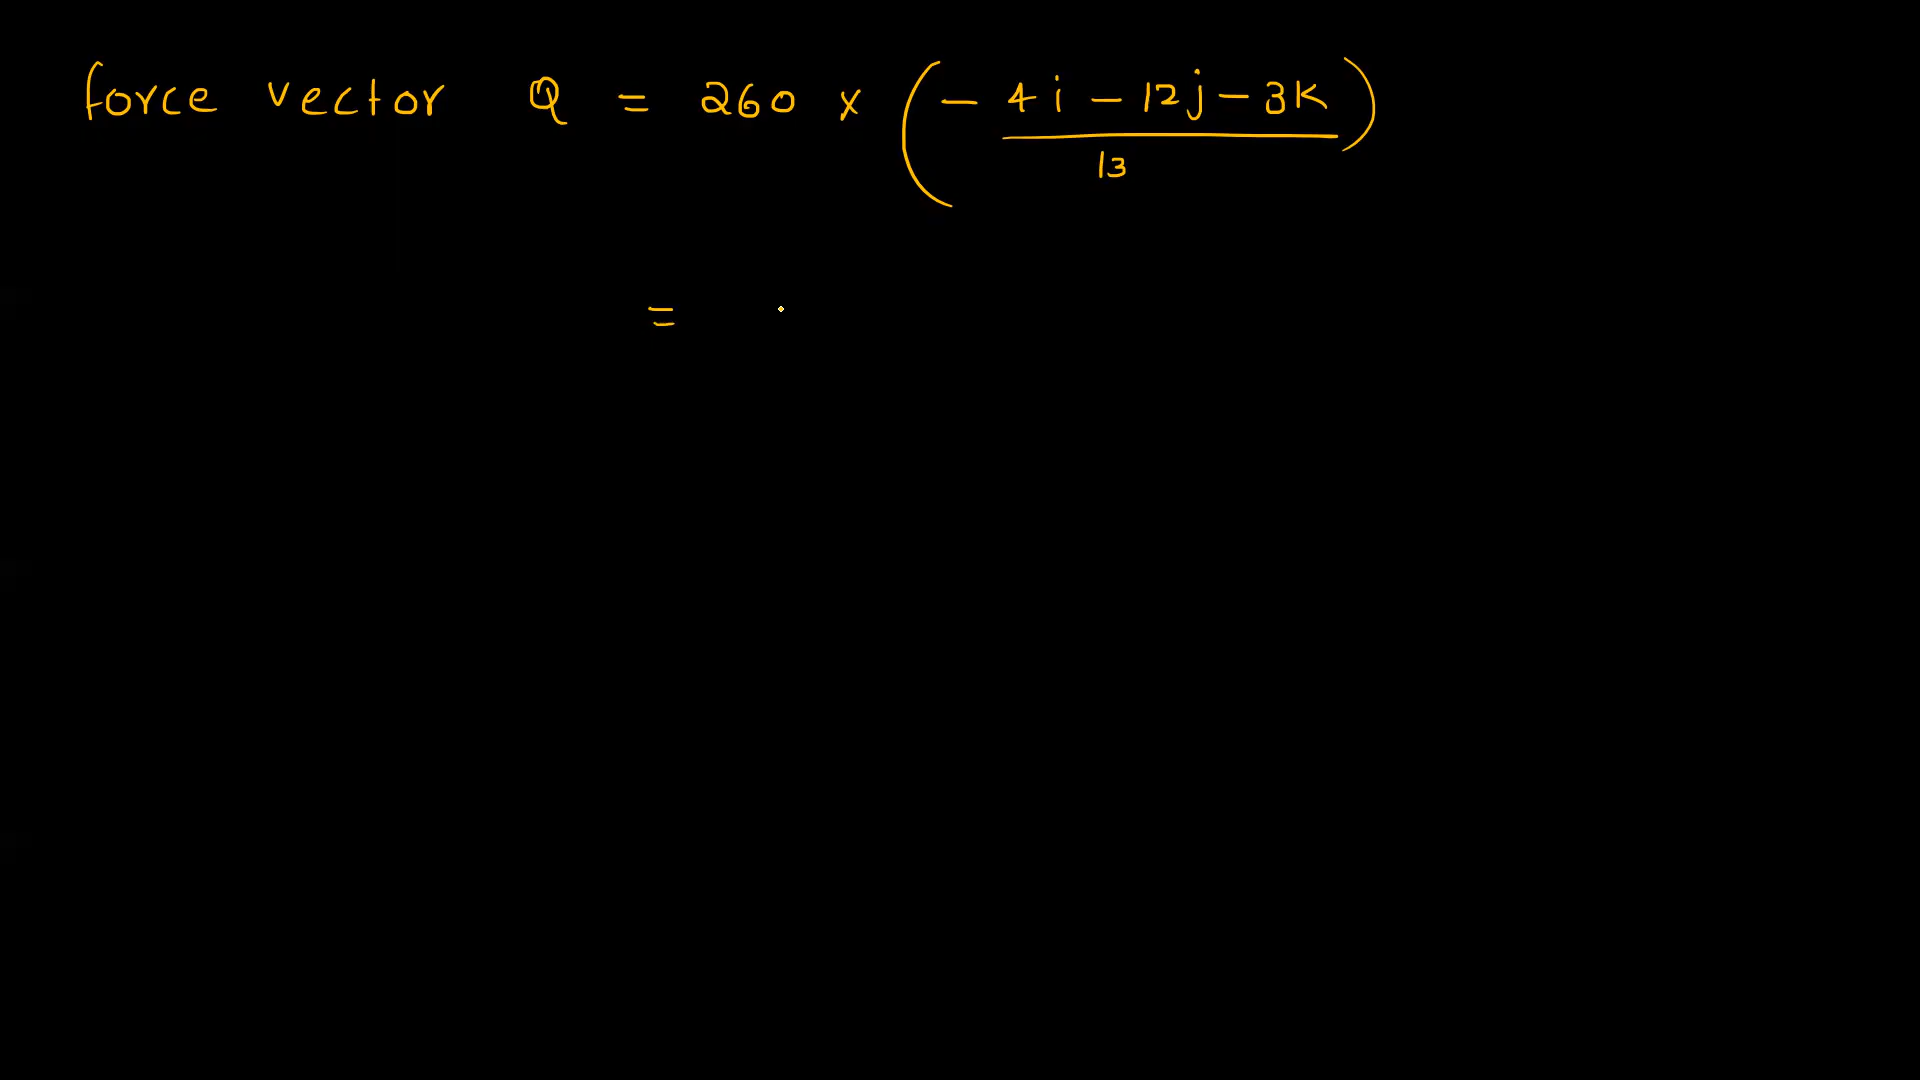 force vector Q = 260 x ( - 4i - 12j - 3k )
13
=